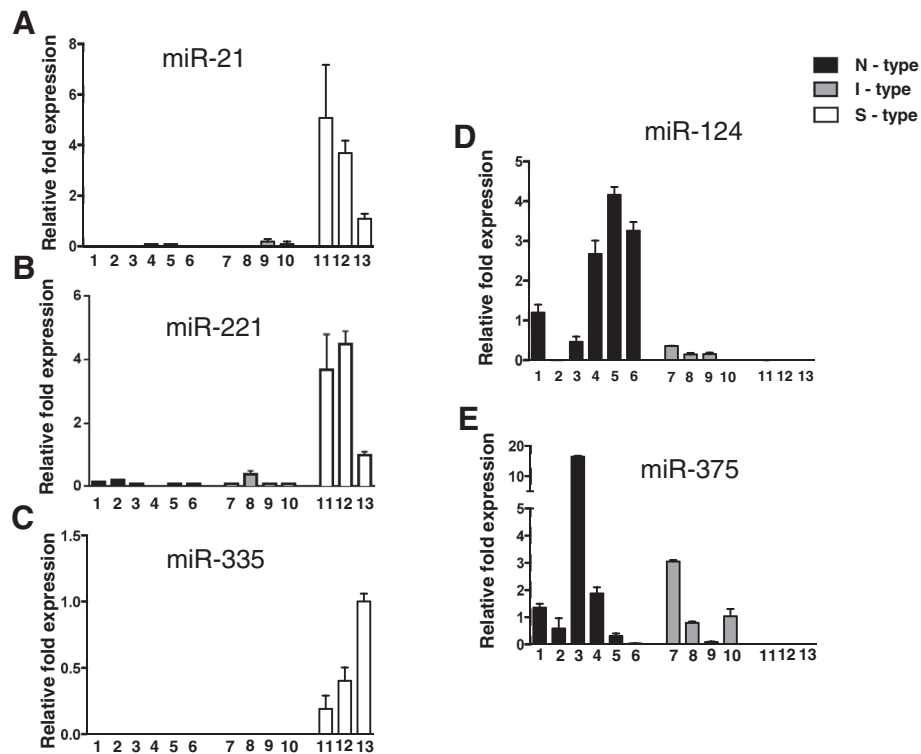 A
miR-21
Relative fold expression
8
6
4
2
0
1 2 3 4 5 6 7 8 9 10 11 12 13
B
miR-221
Relative fold expression
6
4
2
0
1 2 3 4 5 6 7 8 9 10 11 12 13
C
miR-335
Relative fold expression
1.5
1.0
0.5
0.0
1 2 3 4 5 6 7 8 9 10 11 12 13
N - type
I - type
S - type
D
miR-124
Relative fold expression
5
4
3
2
1
0
1 2 3 4 5 6 7 8 9 10 11 12 13
E
miR-375
Relative fold expression
20
10
5
4
3
2
1
0
1 2 3 4 5 6 7 8 9 10 11 12 13